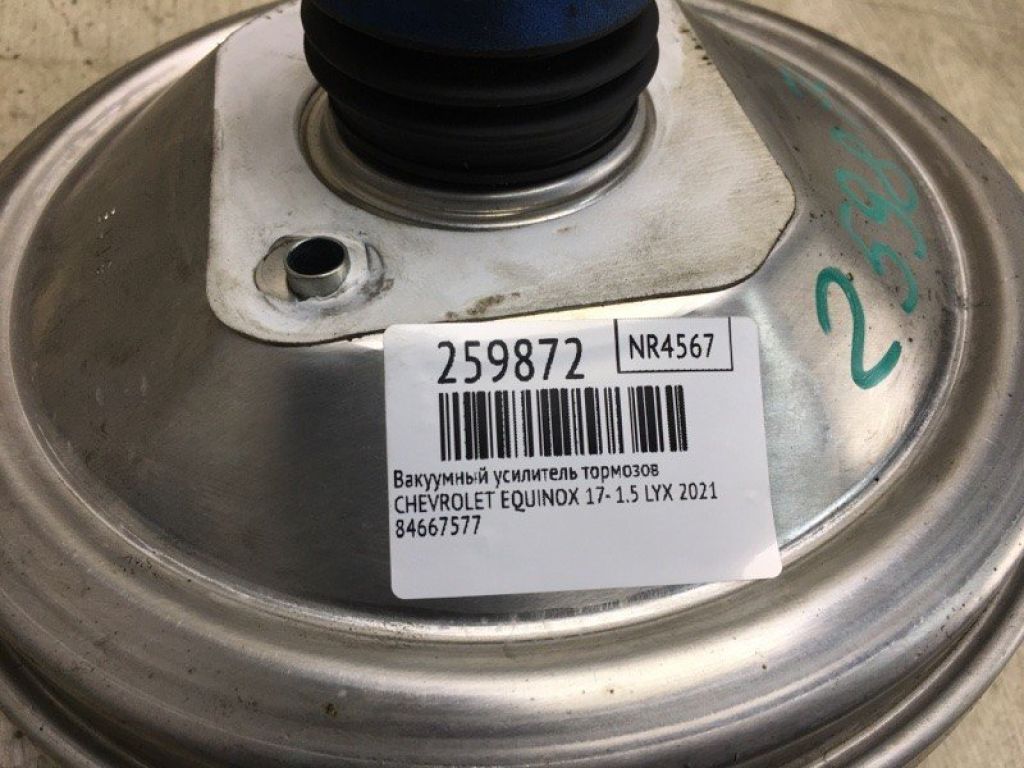 259872
NR4567
Вакуумный усилитель тормозов
CHEVROLET EQUINOX 17- 1.5 LYX 2021
84667577